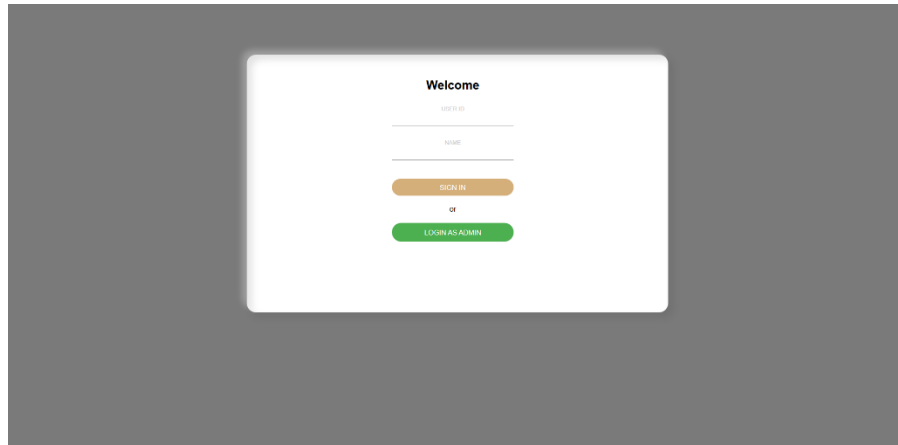 Welcome
USER ID
NAME
SIGN IN
or
LOGIN AS ADMIN